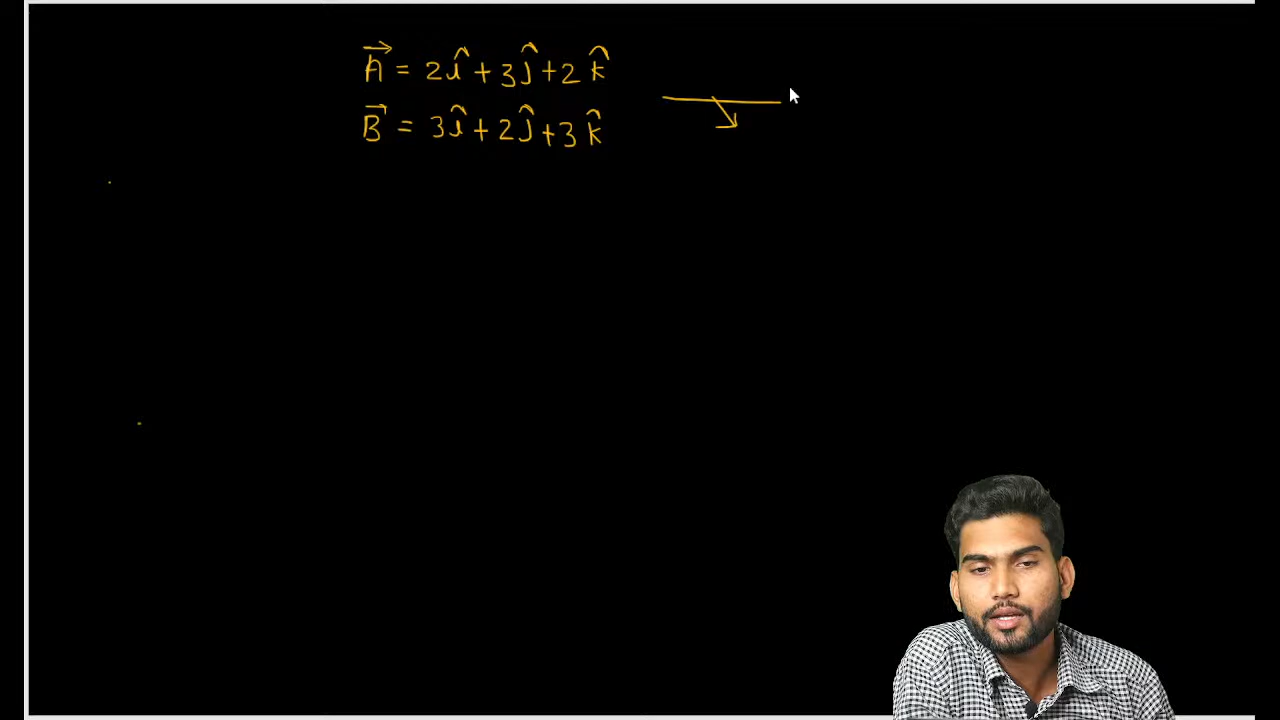 A⃗ = 2î + 3ĵ + 2k̂
B⃗ = 3î + 2ĵ + 3k̂